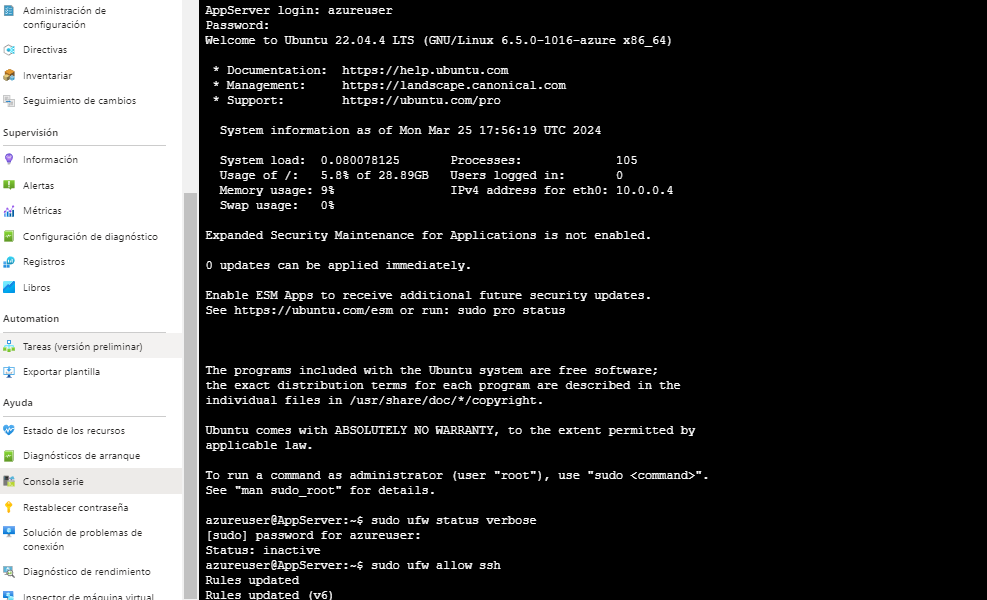 Administración de
configuración
Directivas
Inventariar
Seguimiento de cambios
Supervisión
Información
Alertas
Métricas
Configuración de diagnóstico
Registros
Libros
Automation
Tareas (versión preliminar)
Exportar plantilla
Ayuda
Estado de los recursos
Diagnósticos de arranque
Consola serie
Restablecer contraseña
Solución de problemas de
conexión
Diagnóstico de rendimiento
Inspector de máquina virtual
AppServer login: azureuser
Password:
Welcome to Ubuntu 22.04.4 LTS (GNU/Linux 6.5.0-1016-azure x86_64)
* Documentation:  https://help.ubuntu.com
* Management:     https://landscape.canonical.com
* Support:        https://ubuntu.com/pro
System information as of Mon Mar 25 17:56:19 UTC 2024
System load:  0.080078125       Processes:             105
Usage of /:   5.8% of 28.89GB   Users logged in:       0
Memory usage: 9%                IPv4 address for eth0: 10.0.0.4
Swap usage:   0%
Expanded Security Maintenance for Applications is not enabled.
0 updates can be applied immediately.
Enable ESM Apps to receive additional future security updates.
See https://ubuntu.com/esm or run: sudo pro status
The programs included with the Ubuntu system are free software;
the exact distribution terms for each program are described in the
individual files in /usr/share/doc/*/copyright.
Ubuntu comes with ABSOLUTELY NO WARRANTY, to the extent permitted by
applicable law.
To run a command as administrator (user "root"), use "sudo <command>".
See "man sudo_root" for details.
azureuser@AppServer:~$ sudo ufw status verbose
[sudo] password for azureuser:
Status: inactive
azureuser@AppServer:~$ sudo ufw allow ssh
Rules updated
Rules updated (v6)